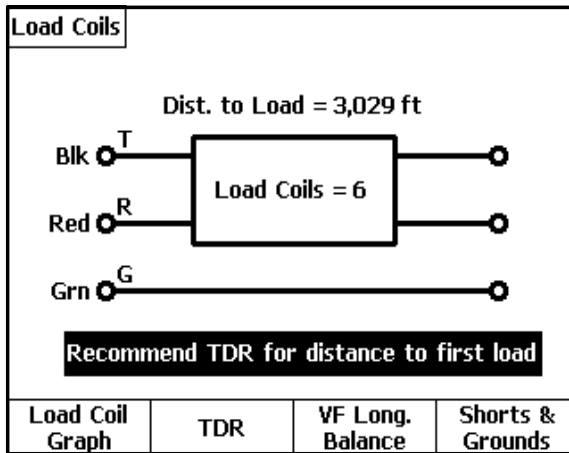 Load Coils
Dist. to Load = 3,029 ft
T
Blk
Load Coils = 6
R
Red
G
Grn
Recommend TDR for distance to first load
Load Coil Graph
TDR
VF Long. Balance
Shorts & Grounds